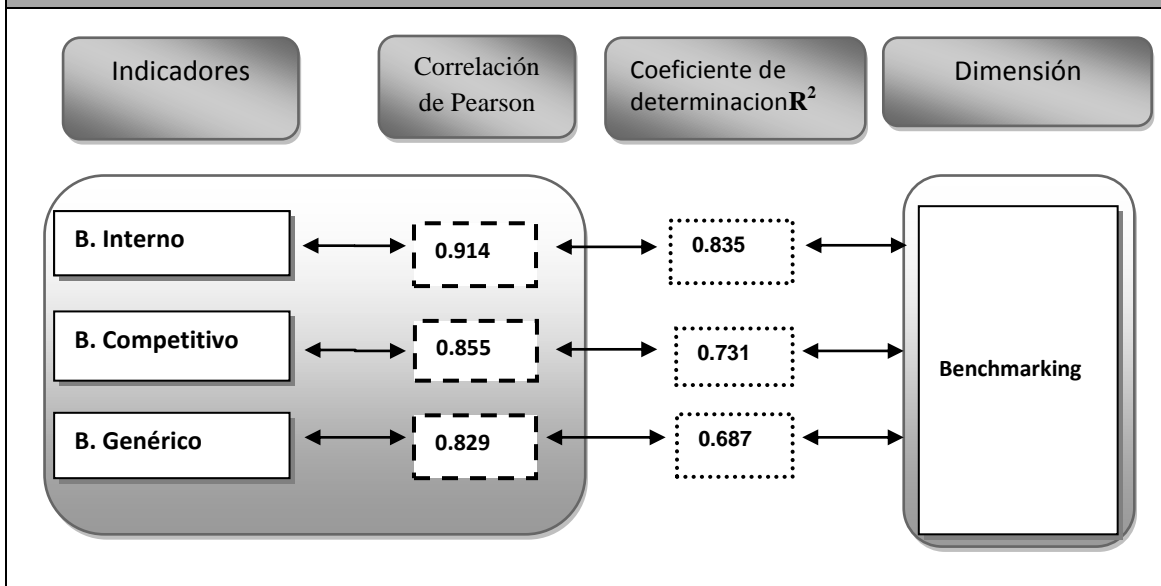 Indicadores
Correlación
de Pearson
Coeficiente de
determinacionR²
Dimensión
B. Interno
0.914
0.835
B. Competitivo
0.855
0.731
Benchmarking
B. Genérico
0.829
0.687